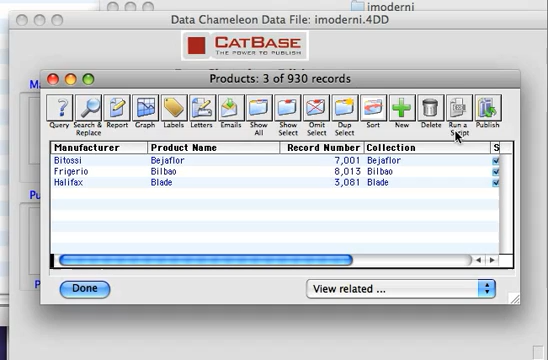 imoderni
Data Chameleon Data File: imoderni.4DD
CATBASE
THE POWER TO PUBLISH
Products: 3 of 930 records
Query Search & Replace Report Graph Labels Letters Emails Show All Show Select Omit Select Dup Select Sort New Delete Run a Script Publish
Manufacturer Product Name Record Number Collection S
Bitossi Bejaflor 7,001 Bejaflor
Frigerio Bilbao 8,013 Bilbao
Halifax Blade 3,081 Blade
Done View related ...